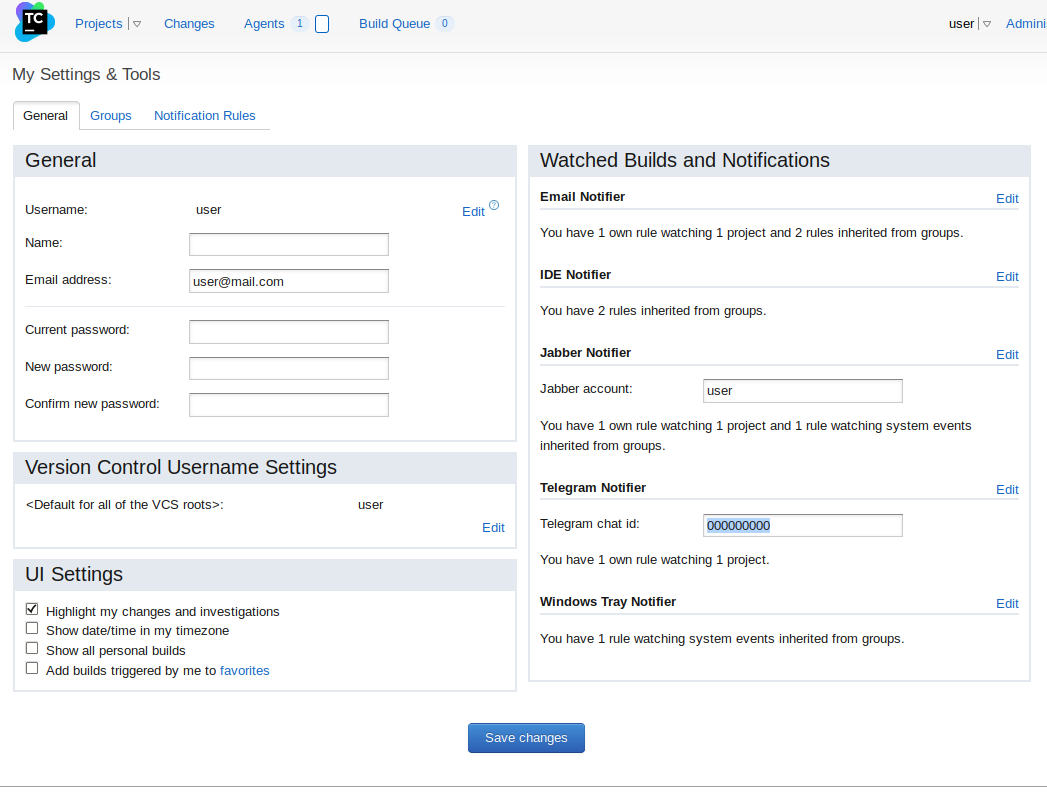 TC Projects Changes Agents 1 Build Queue 0 user Admini
My Settings & Tools
General Groups Notification Rules
General
Username: user Edit ?
Name:
Email address: user@mail.com
Current password:
New password:
Confirm new password:
Version Control Username Settings
<Default for all of the VCS roots>: user
Edit
UI Settings
Highlight my changes and investigations
Show date/time in my timezone
Show all personal builds
Add builds triggered by me to favorites
Watched Builds and Notifications
Email Notifier Edit
You have 1 own rule watching 1 project and 2 rules inherited from groups.
IDE Notifier Edit
You have 2 rules inherited from groups.
Jabber Notifier Edit
Jabber account: user
You have 1 own rule watching 1 project and 1 rule watching system events
inherited from groups.
Telegram Notifier Edit
Telegram chat id: 000000000
You have 1 own rule watching 1 project.
Windows Tray Notifier Edit
You have 1 rule watching system events inherited from groups.
Save changes